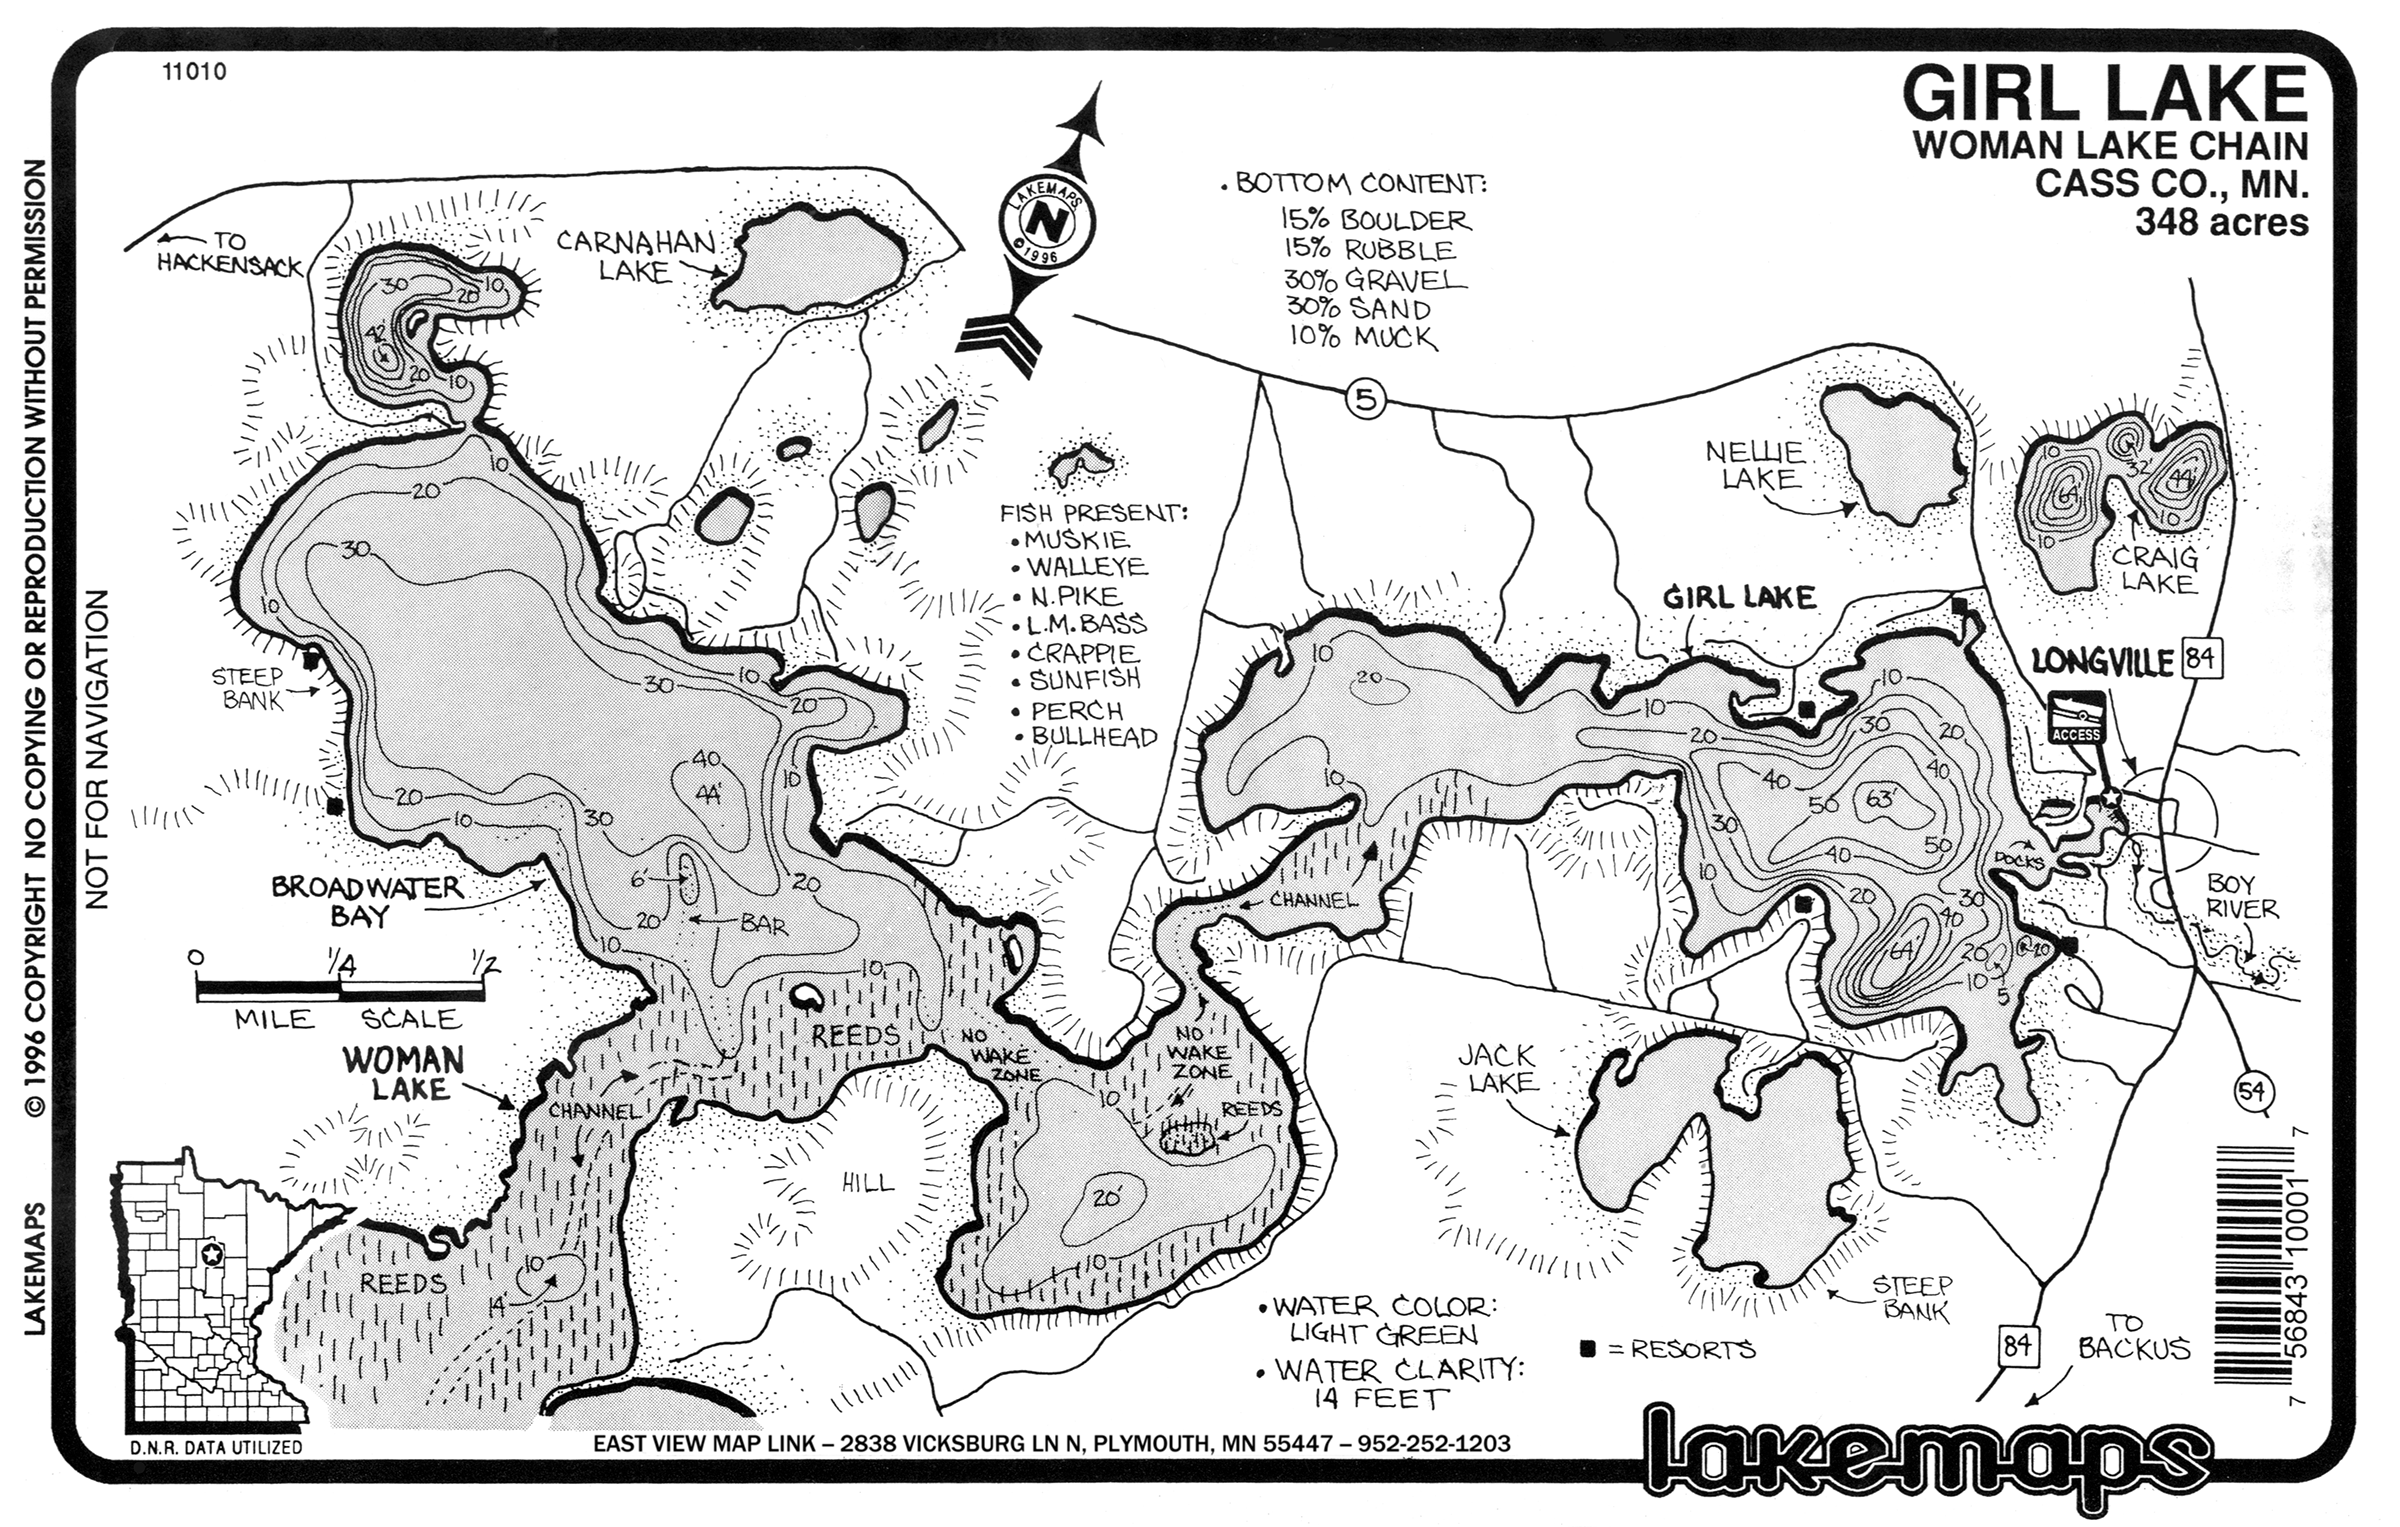 11010
GIRL LAKE
WOMAN LAKE CHAIN
CASS CO., MN.
348 acres
LAKEMAPS © 1996 COPYRIGHT NO COPYING OR REPRODUCTION WITHOUT PERMISSION
NOT FOR NAVIGATION
TO
HACKENSACK
CARNAHAN
LAKE
LAKEMAPS
N
©1996
• BOTTOM CONTENT:
15% BOULDER
15% RUBBLE
30% GRAVEL
30% SAND
10% MUCK
5
30
20
10
42'
20
10
NELLIE
LAKE
10
32'
44'
64'
10
10
CRAIG
LAKE
FISH PRESENT:
• MUSKIE
• WALLEYE
• N. PIKE
• L.M. BASS
• CRAPPIE
• SUNFISH
• PERCH
• BULLHEAD
10
20
30
10
STEEP
BANK
30
10
20
40
44'
10
20
10
30
6'
20
20
BAR
10
10
BROADWATER
BAY
0 1/4 1/2
MILE SCALE
GIRL LAKE
LONGVILLE
84
ACCESS
10
20
10
10
20
10
30
20
40
40
50
63'
30
50
40
10
20
30
40
64'
20
10
10
5
DOCKS
BOY
RIVER
CHANNEL
REEDS
NO
WAKE
ZONE
NO
WAKE
ZONE
REEDS
10
20'
10
WOMAN
LAKE
CHANNEL
HILL
REEDS
10
14'
JACK
LAKE
STEEP
BANK
54
84
TO
BACKUS
• WATER COLOR:
LIGHT GREEN
• WATER CLARITY:
14 FEET
■ = RESORTS
7 56843 10001 7
D.N.R. DATA UTILIZED
EAST VIEW MAP LINK – 2838 VICKSBURG LN N, PLYMOUTH, MN 55447 – 952-252-1203
lakemaps